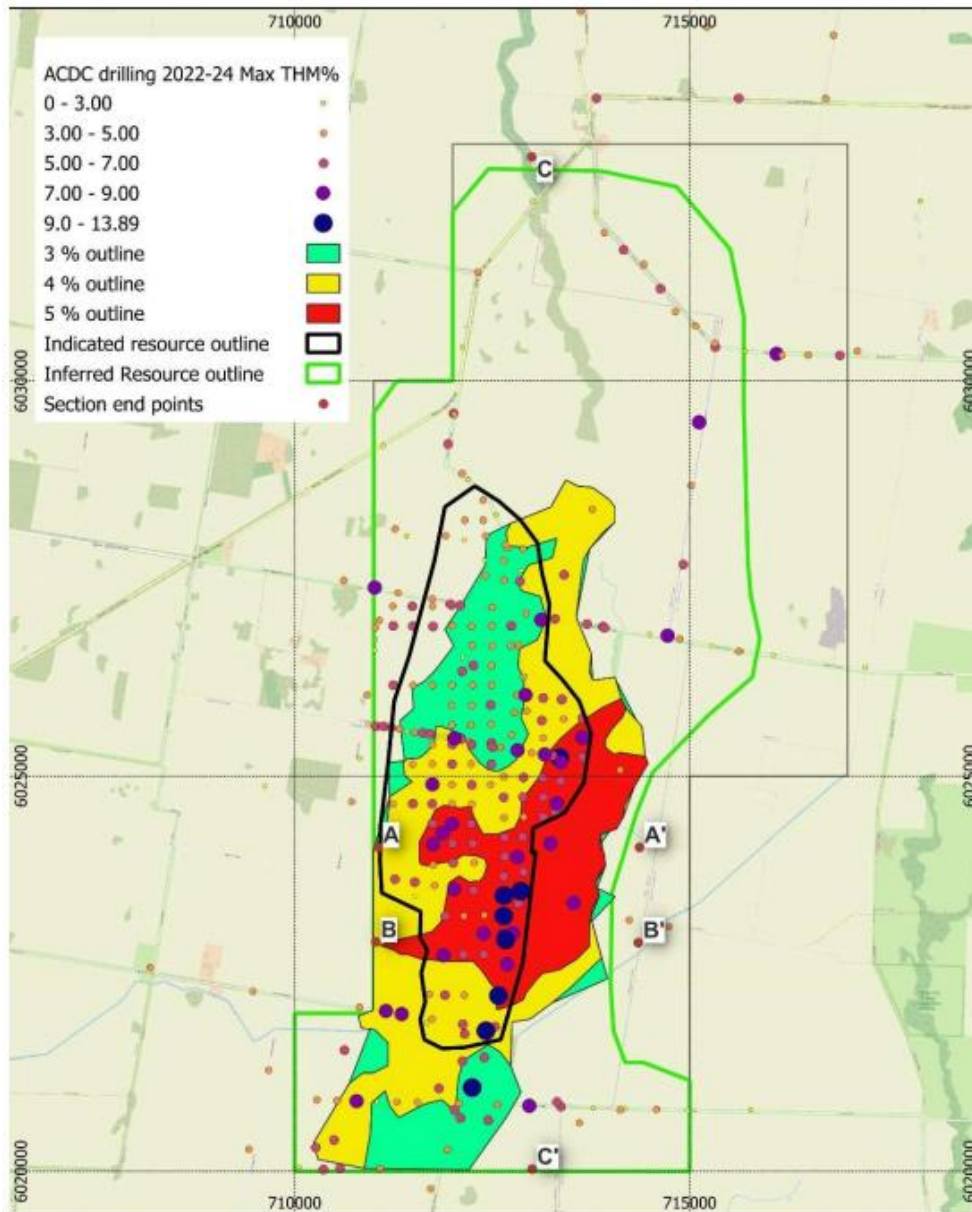 710000
715000
ACDC drilling 2022-24 Max THM%
0 - 3.00
3.00 - 5.00
5.00 - 7.00
7.00 - 9.00
9.0 - 13.89
3 % outline
4 % outline
5 % outline
Indicated resource outline
Inferred Resource outline
Section end points
C
6030000
6030000
6025000
6025000
A
A'
B
B'
C'
6020000
6020000
710000
715000